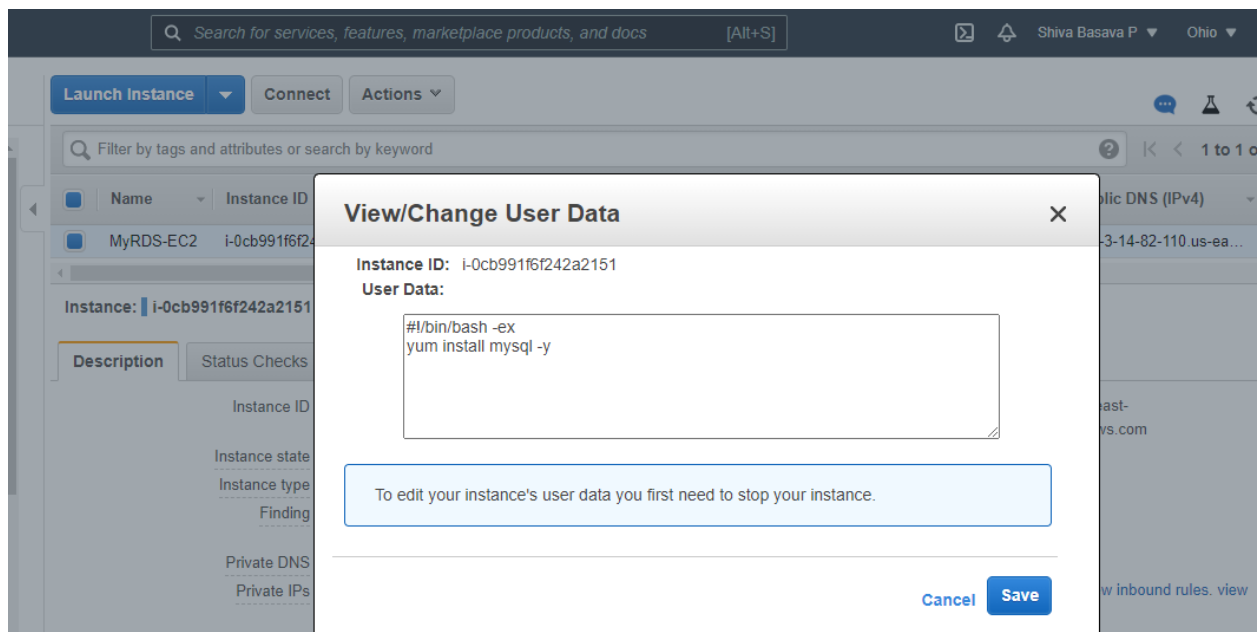 Search for services, features, marketplace products, and docs [Alt+S] Shiva Basava P Ohio
Launch Instance Connect Actions
Filter by tags and attributes or search by keyword 1 to 1 o
Name Instance ID
MyRDS-EC2 i-0cb991f6f24
blic DNS (IPv4)
-3-14-82-110.us-ea...
View/Change User Data
Instance ID: i-0cb991f6f242a2151
User Data:
#!/bin/bash -ex
yum install mysql -y
To edit your instance's user data you first need to stop your instance.
Cancel Save
Instance: i-0cb991f6f242a2151
Description Status Checks
Instance ID
Instance state
Instance type
Finding
Private DNS
Private IPs
east-
ws.com
w inbound rules. view